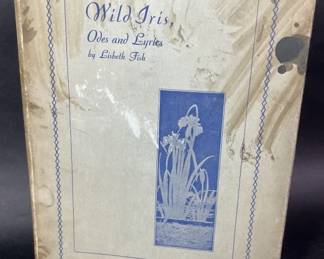 Wild Iris,
Odes and Lyrics
by Lisbeth Fish